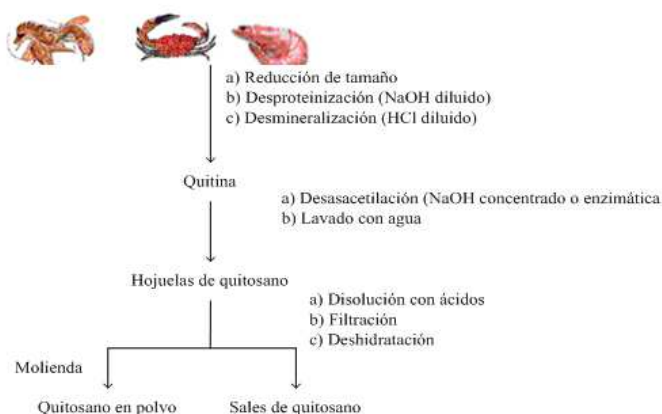 a) Reducción de tamaño
b) Desproteinización (NaOH diluido)
c) Desmineralización (HCl diluido)
Quitina
a) Desasacetilación (NaOH concentrado o enzimática
b) Lavado con agua
Hojuelas de quitosano
a) Disolución con ácidos
b) Filtración
c) Deshidratación
Molienda
Quitosano en polvo
Sales de quitosano